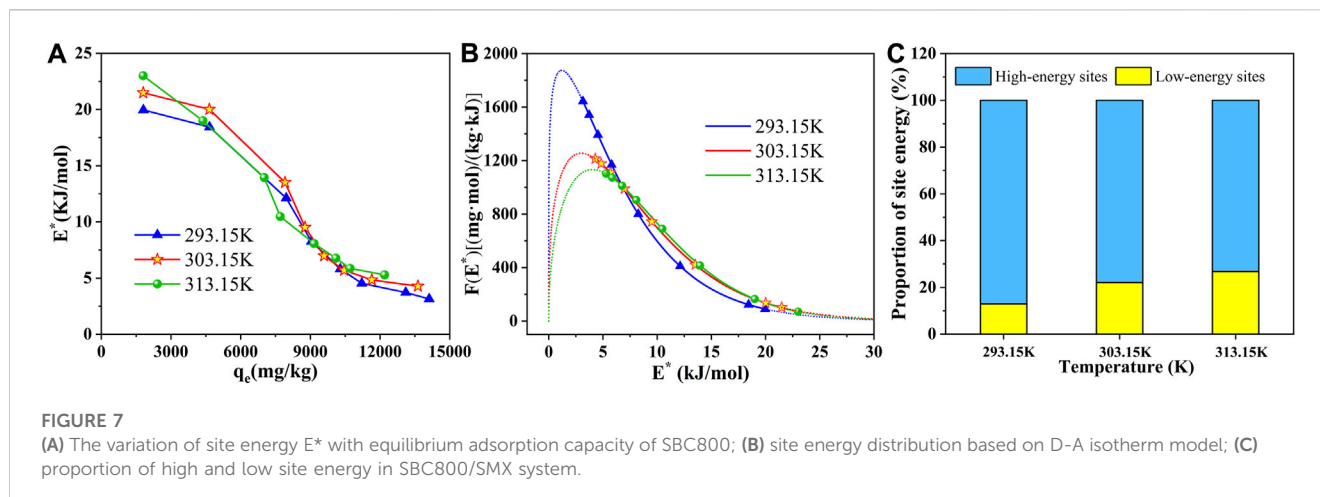 A
E*(KJ/mol)
25
20
15
10
5
0
293.15K
303.15K
313.15K
0 3000 6000 9000 12000 15000
qe(mg/kg)
B
F(E*)[(mg·mol)/(kg·kJ)]
2000
1600
1200
800
400
0
293.15K
303.15K
313.15K
0 5 10 15 20 25 30
E* (kJ/mol)
C
Proportion of site energy (%)
120
100
80
60
40
20
0
High-energy sites Low-energy sites
293.15K 303.15K 313.15K
Temperature (K)
FIGURE 7
(A) The variation of site energy E* with equilibrium adsorption capacity of SBC800; (B) site energy distribution based on D-A isotherm model; (C)
proportion of high and low site energy in SBC800/SMX system.